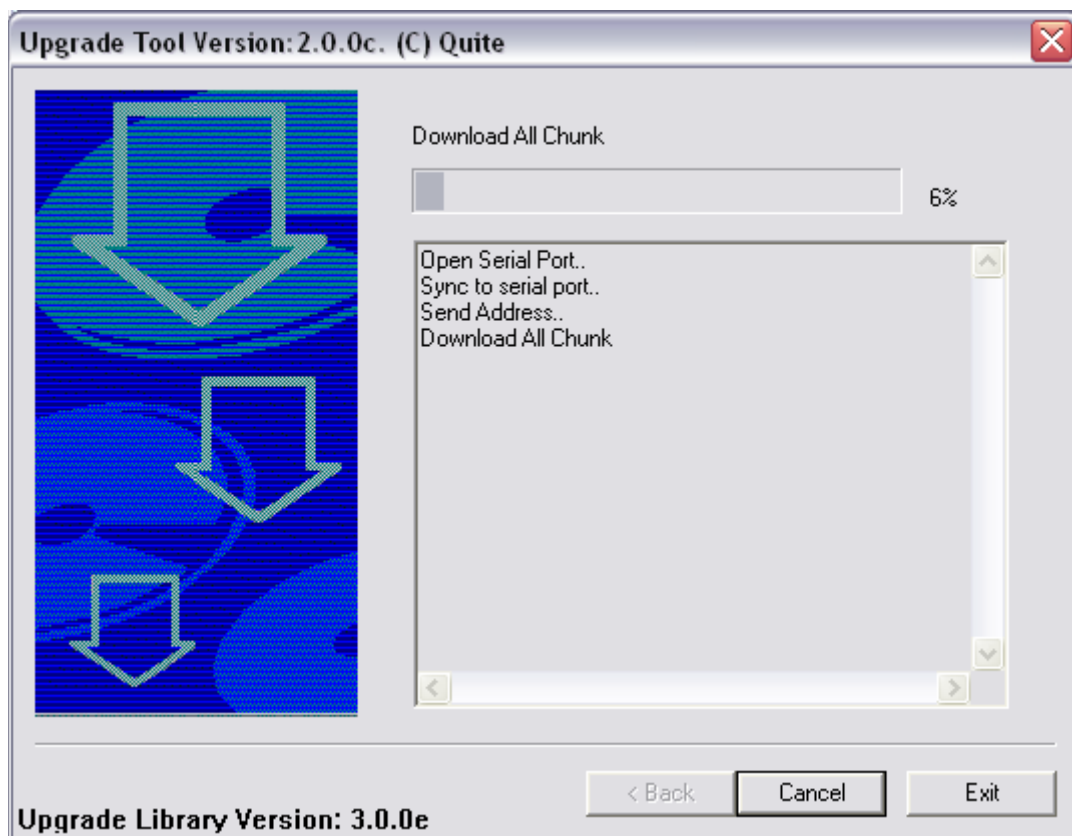 Upgrade Tool Version:2.0.0c. (C) Quite
Download All Chunk
6%
Open Serial Port..
Sync to serial port..
Send Address..
Download All Chunk
< Back
Cancel
Exit
Upgrade Library Version: 3.0.0e